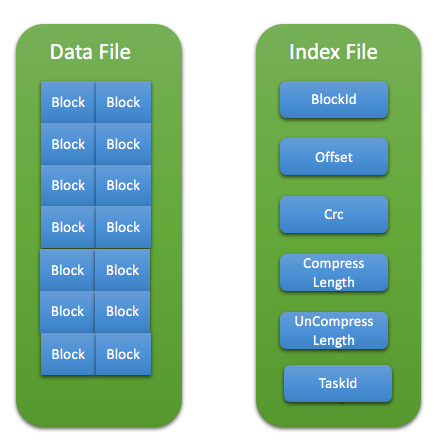 Data File
Block Block
Block Block
Block Block
Block Block
Block Block
Block Block
Block Block
Index File
BlockId
Offset
Crc
Compress
Length
UnCompress
Length
TaskId